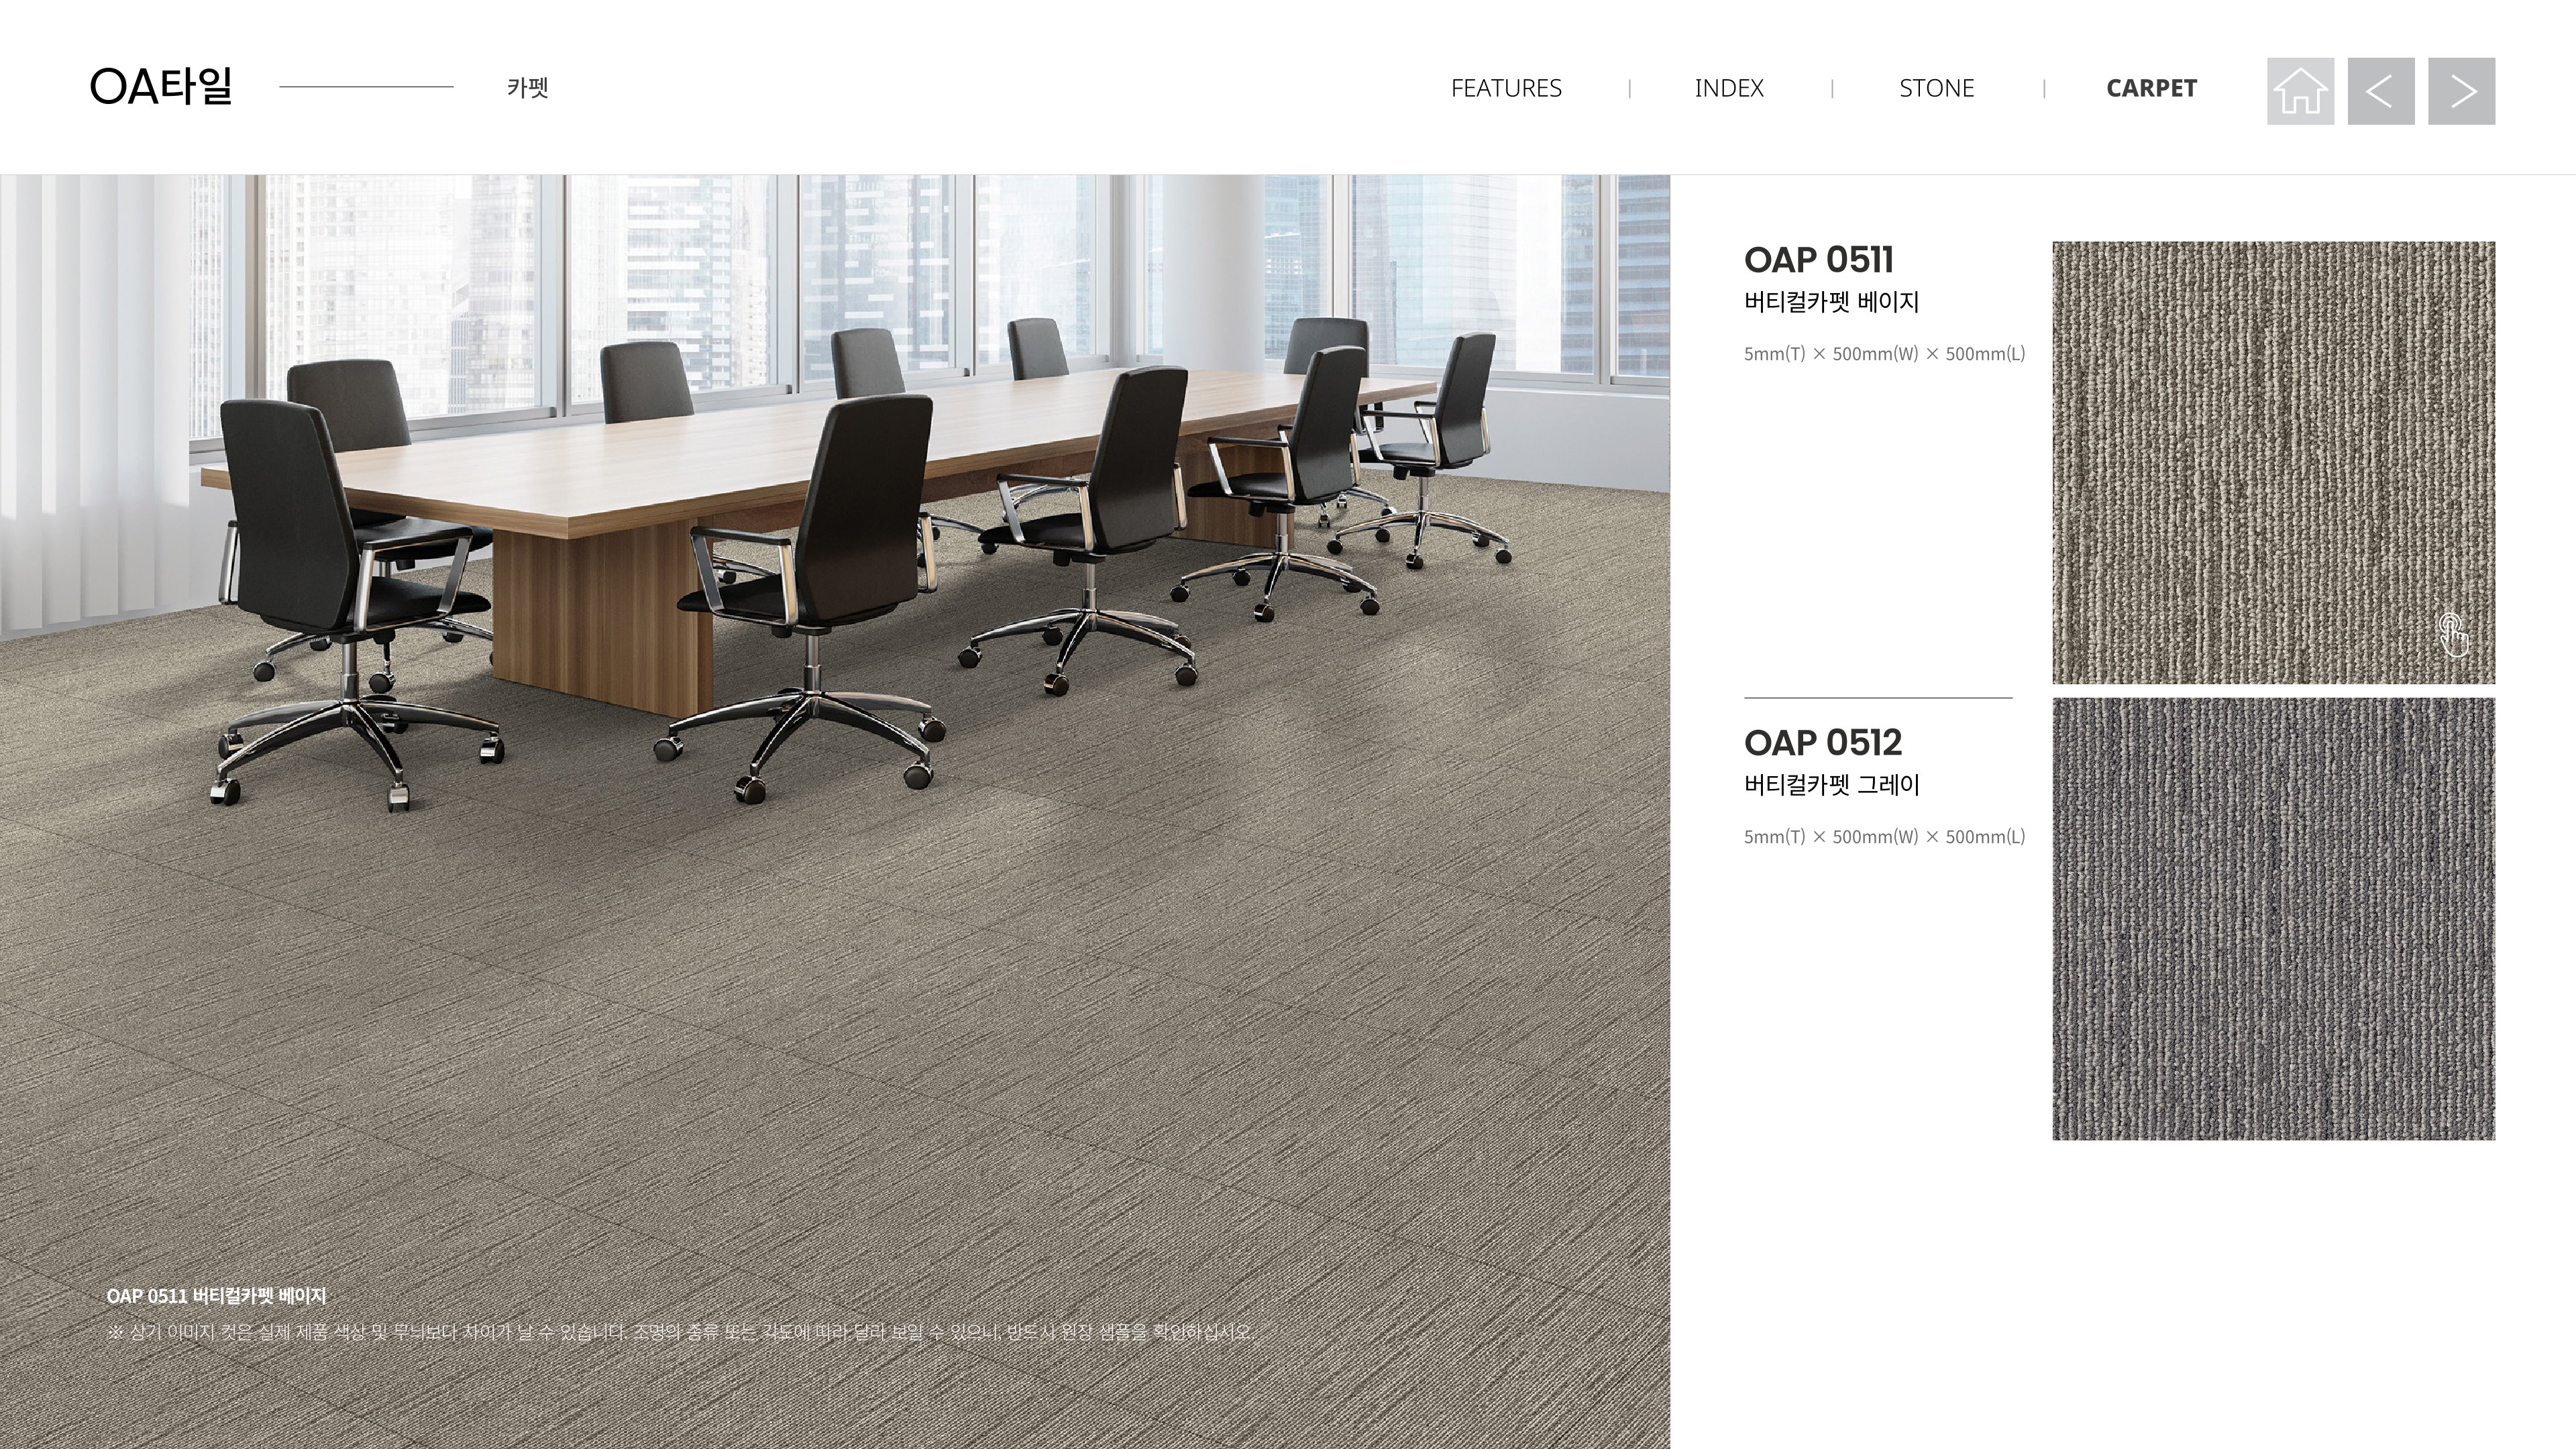 OA타일
카펫
FEATURES | INDEX | STONE | CARPET
OAP 0511
버티컬카펫 베이지
5mm(T) × 500mm(W) × 500mm(L)
OAP 0512
버티컬카펫 그레이
5mm(T) × 500mm(W) × 500mm(L)
OAP 0511 버티컬카펫 베이지
※ 상기 이미지 컷은 실제 제품 색상 및 무늬보다 차이가 날 수 있습니다. 조명의 종류 또는 각도에 따라 달라 보일 수 있으니, 반드시 원장 샘플을 확인하십시오.